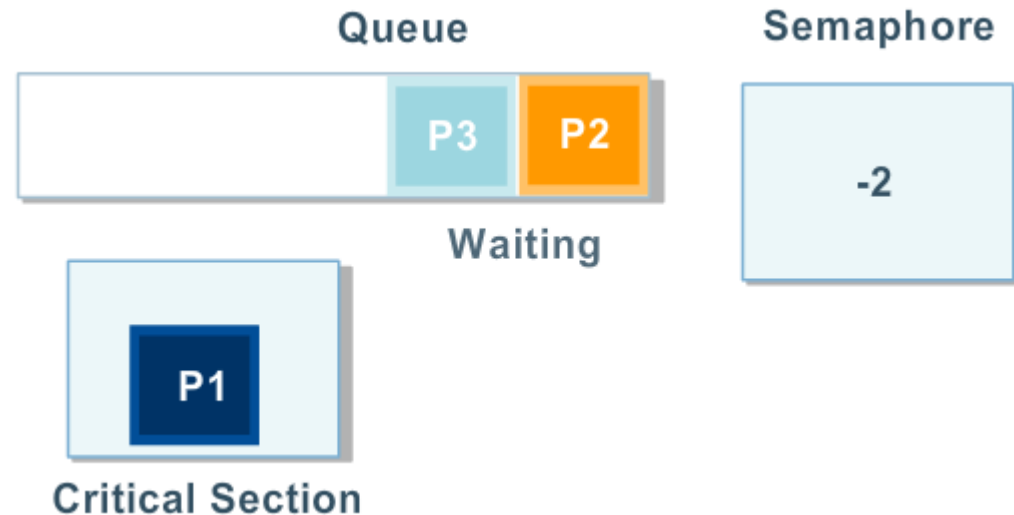 Queue
Semaphore
P3
P2
-2
Waiting
P1
Critical Section